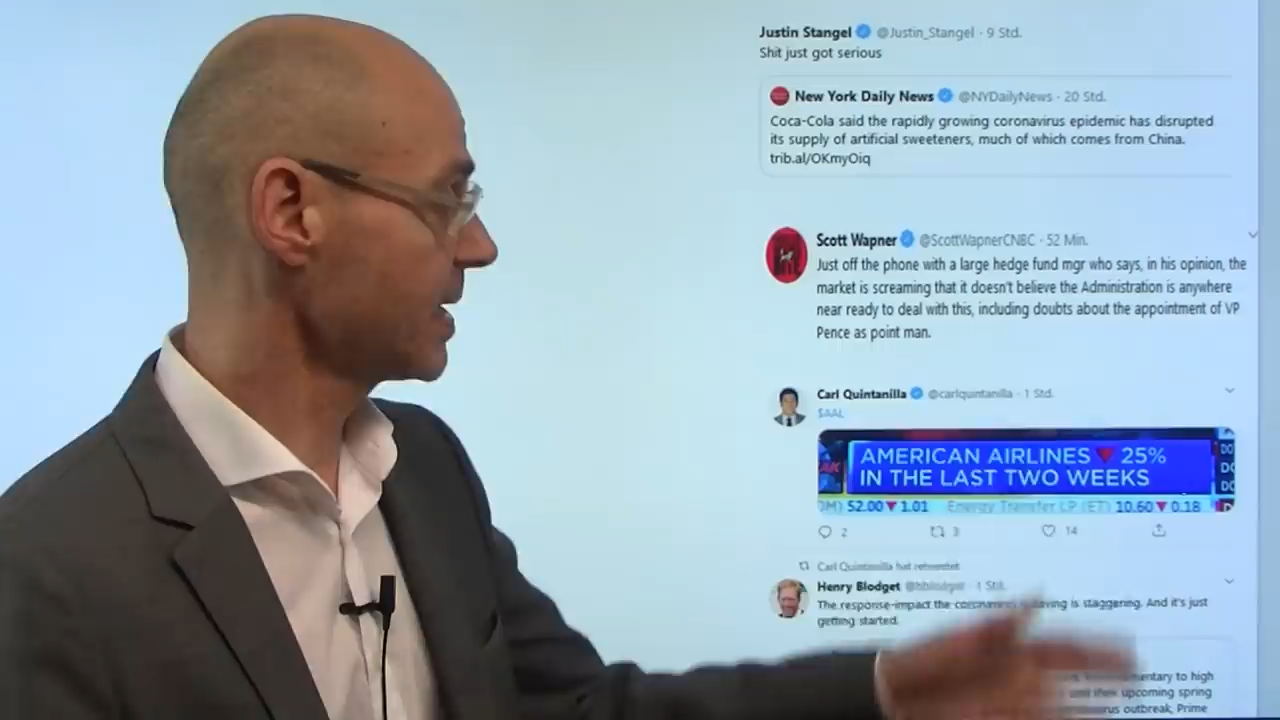 Justin Stangel @Justin_Stangel · 9 Std.
Shit just got serious
New York Daily News @NYDailyNews · 20 Std.
Coca-Cola said the rapidly growing coronavirus epidemic has disrupted
its supply of artificial sweeteners, much of which comes from China.
trib.al/OKmyOiq
Scott Wapner @ScottWapnerCNBC · 52 Min.
Just off the phone with a large hedge fund mgr who says, in his opinion, the
market is screaming that it doesn't believe the Administration is anywhere
near ready to deal with this, including doubts about the appointment of VP
Pence as point man.
Carl Quintanilla @carlquintanilla · 1 Std.
$AAL
AMERICAN AIRLINES ▼ 25%
IN THE LAST TWO WEEKS
52.00 ▼ 1.01 Energy Transfer LP (ET) 10.60 ▼ 0.18
2 3 14
Carl Quintanilla hat retweetet
Henry Blodget @hblodget · 1 Std.
The response-impact the coronavirus is having is staggering. And it's just
getting started.
to high
and their upcoming spring
outbreak, Prime